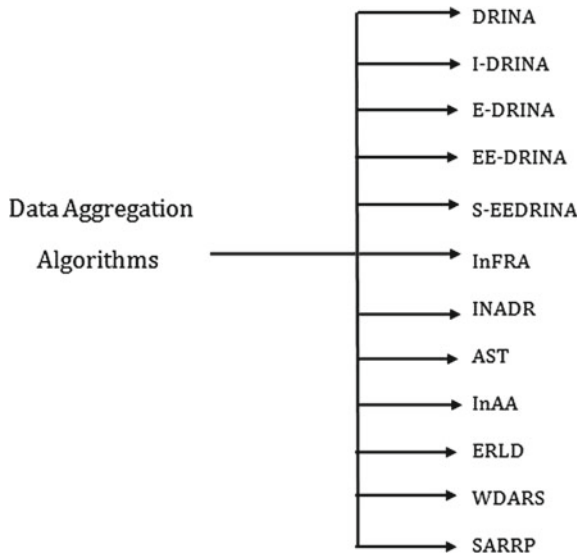 Data Aggregation
Algorithms
DRINA
I-DRINA
E-DRINA
EE-DRINA
S-EEDRINA
InFRA
INADR
AST
InAA
ERLD
WDARS
SARRP